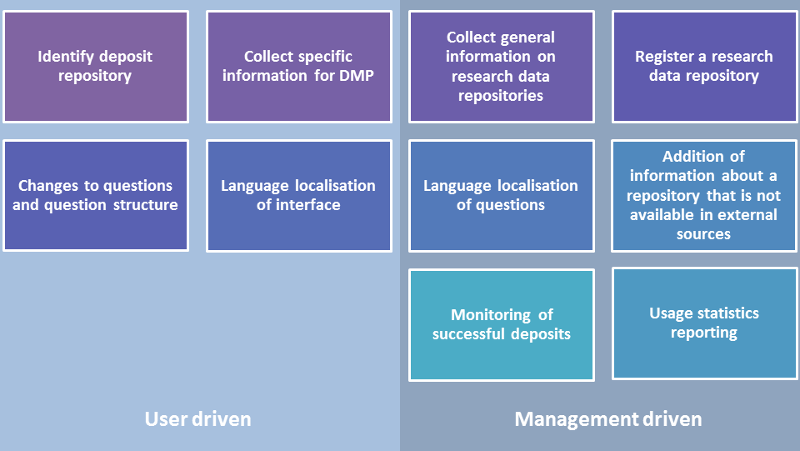 Identify deposit
repository
Collect specific
information for DMP
Collect general
information on
research data
repositories
Register a research
data repository
Changes to questions
and question structure
Language localisation
of interface
Language localisation
of questions
Addition of
information about a
repository that is not
available in external
sources
Monitoring of
successful deposits
Usage statistics
reporting
User driven
Management driven